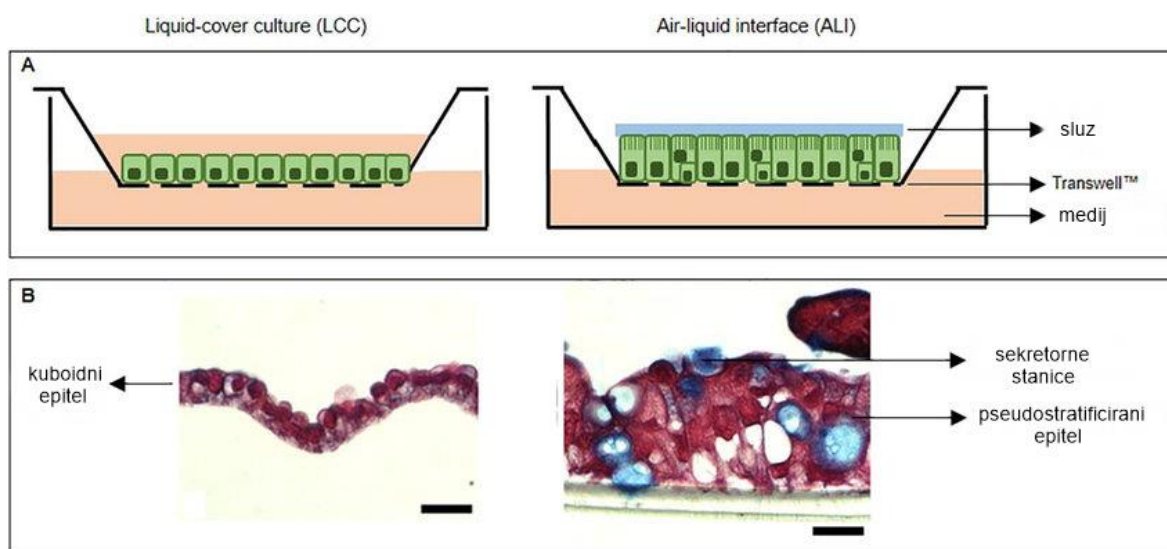 Liquid-cover culture (LCC)
Air-liquid interface (ALI)
A
sluz
Transwell™
medij
B
kuboidni
epitel
sekretorne
stanice
pseudostratificirani
epitel